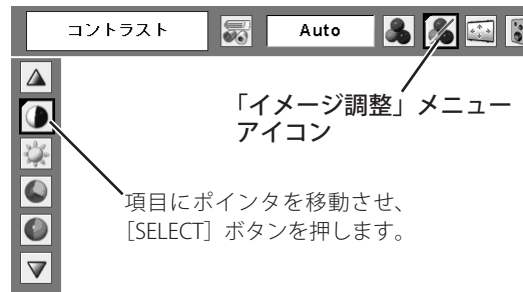 コントラスト
Auto
「イメージ調整」メニュー
アイコン
項目にポインタを移動させ、
［SELECT］ボタンを押します。